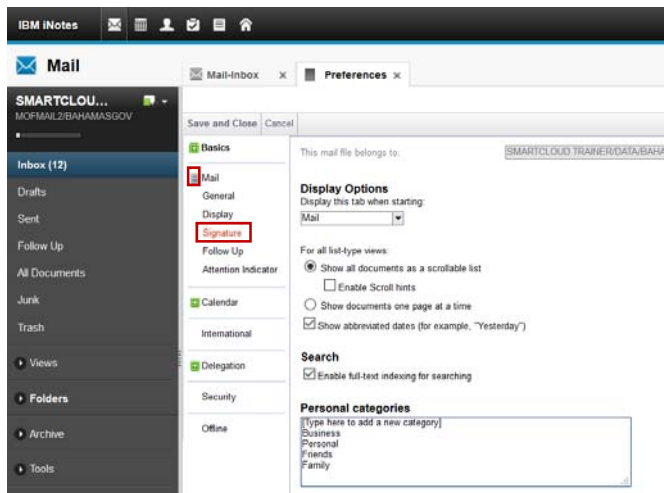 IBM iNotes
Mail
Mail-Inbox x
Preferences x
SMARTCLOU...
MOFMAIL2/BAHAMASGOV
Inbox (12)
Drafts
Sent
Follow Up
All Documents
Junk
Trash
Views
Folders
Archive
Tools
Save and Close Cancel
Basics
Mail
General
Display
Signature
Follow Up
Attention Indicator
Calendar
International
Delegation
Security
Offline
This mail file belongs to:
SMARTCLOUD TRAINER/DATA/BAHA
Display Options
Display this tab when starting:
Mail
For all list-type views:
Show all documents as a scrollable list
Enable Scroll hints
Show documents one page at a time
Show abbreviated dates (for example, "Yesterday")
Search
Enable full-text indexing for searching
Personal categories
[Type here to add a new category]
Business
Personal
Friends
Family